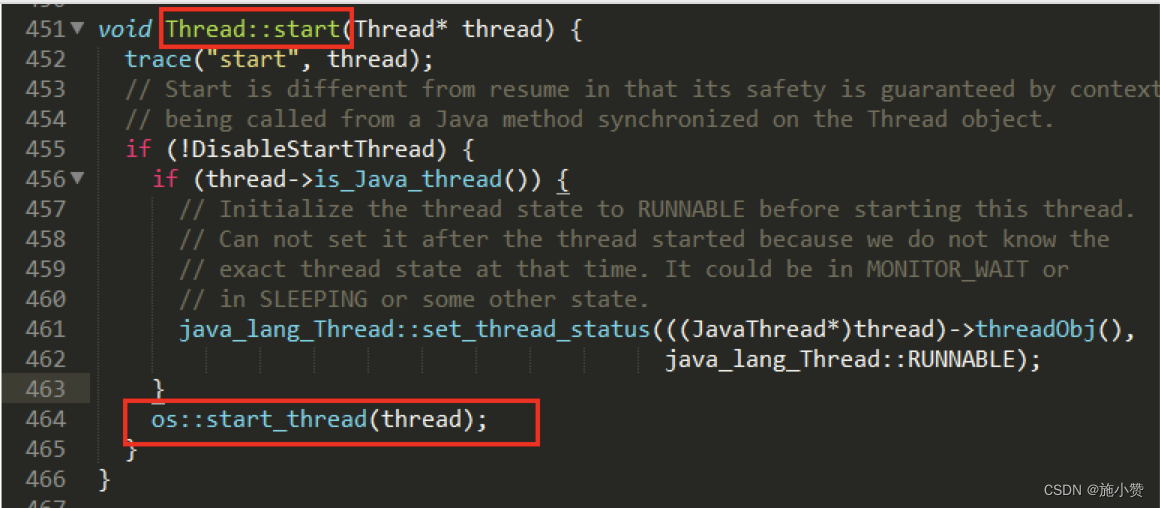 451 void Thread::start(Thread* thread) {
452 trace("start", thread);
453 // Start is different from resume in that its safety is guaranteed by context
454 // being called from a Java method synchronized on the Thread object.
455 if (!DisableStartThread) {
456 if (thread->is_Java_thread()) {
457 // Initialize the thread state to RUNNABLE before starting this thread.
458 // Can not set it after the thread started because we do not know the
459 // exact thread state at that time. It could be in MONITOR_WAIT or
460 // in SLEEPING or some other state.
461 java_lang_Thread::set_thread_status(((JavaThread*)thread)->threadObj(),
462 java_lang_Thread::RUNNABLE);
463 }
464 os::start_thread(thread);
465 }
466 }
CSDN @施小赞